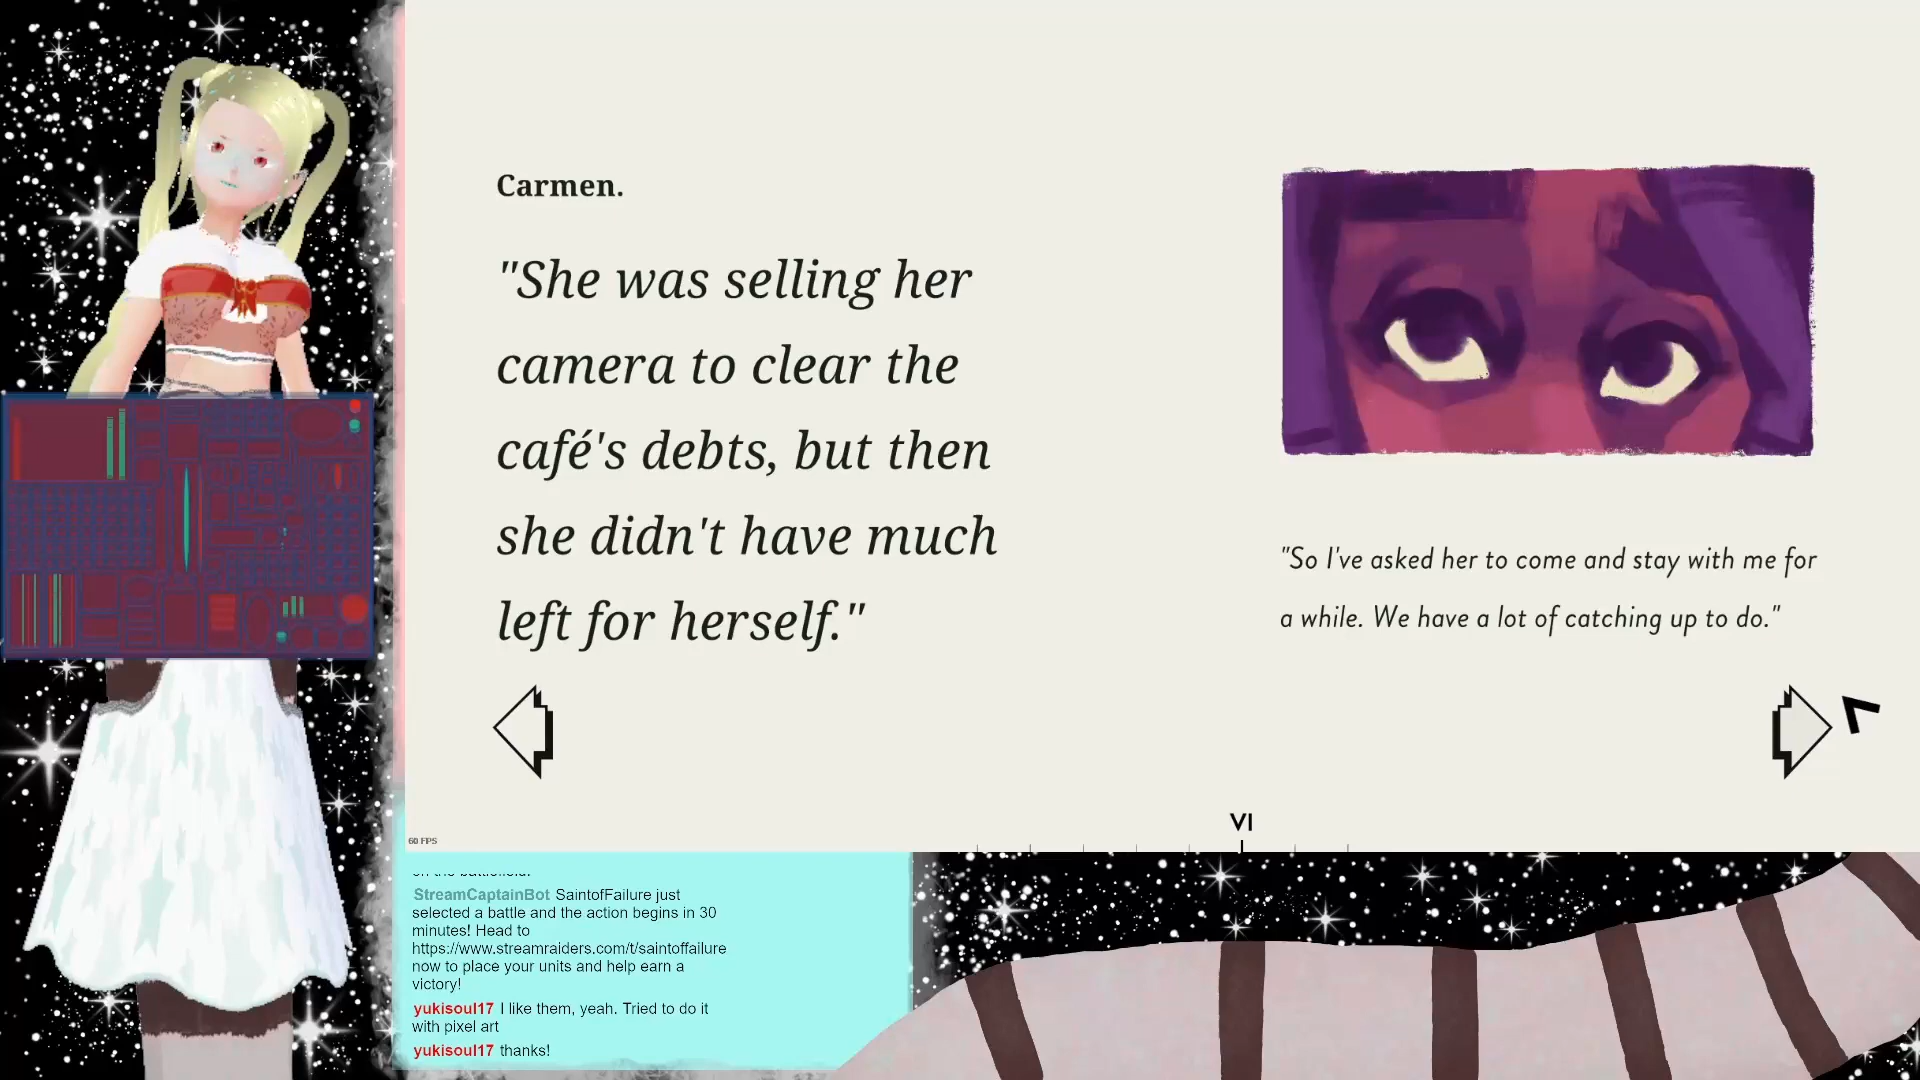 Carmen.
"She was selling her
camera to clear the
café's debts, but then
she didn't have much
left for herself."
"So I've asked her to come and stay with me for
a while. We have a lot of catching up to do."
VI
60 FPS
on the battlefield!
StreamCaptainBot SaintofFailure just
selected a battle and the action begins in 30
minutes! Head to
https://www.streamraiders.com/t/saintoffailure
now to place your units and help earn a
victory!
yukisoul17 I like them, yeah. Tried to do it
with pixel art
yukisoul17 thanks!